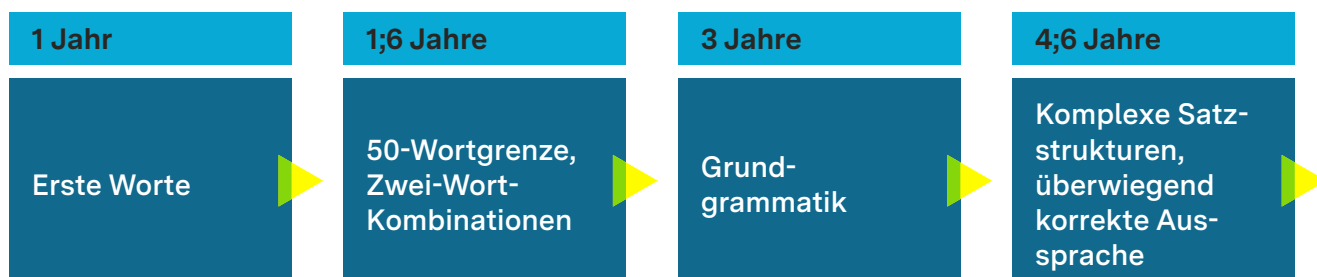 1 Jahr
Erste Worte
1;6 Jahre
50-Wortgrenze,
Zwei-Wort-
Kombinationen
3 Jahre
Grund-
grammatik
4;6 Jahre
Komplexe Satz-
strukturen,
überwiegend
korrekte Aus-
sprache